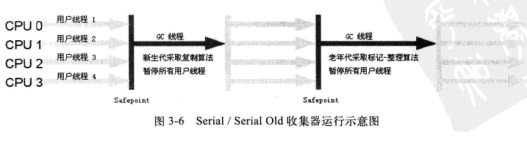 CPU 0 用户线程 1
CPU 1 用户线程 2
CPU 2 用户线程 3
CPU 3 用户线程 4
GC 线程
新生代采取复制算法
暂停所有用户线程
GC 线程
老年代采取标记-整理算法
暂停所有用户线程
Safepoint
Safepoint
图 3-6 Serial / Serial Old 收集器运行示意图